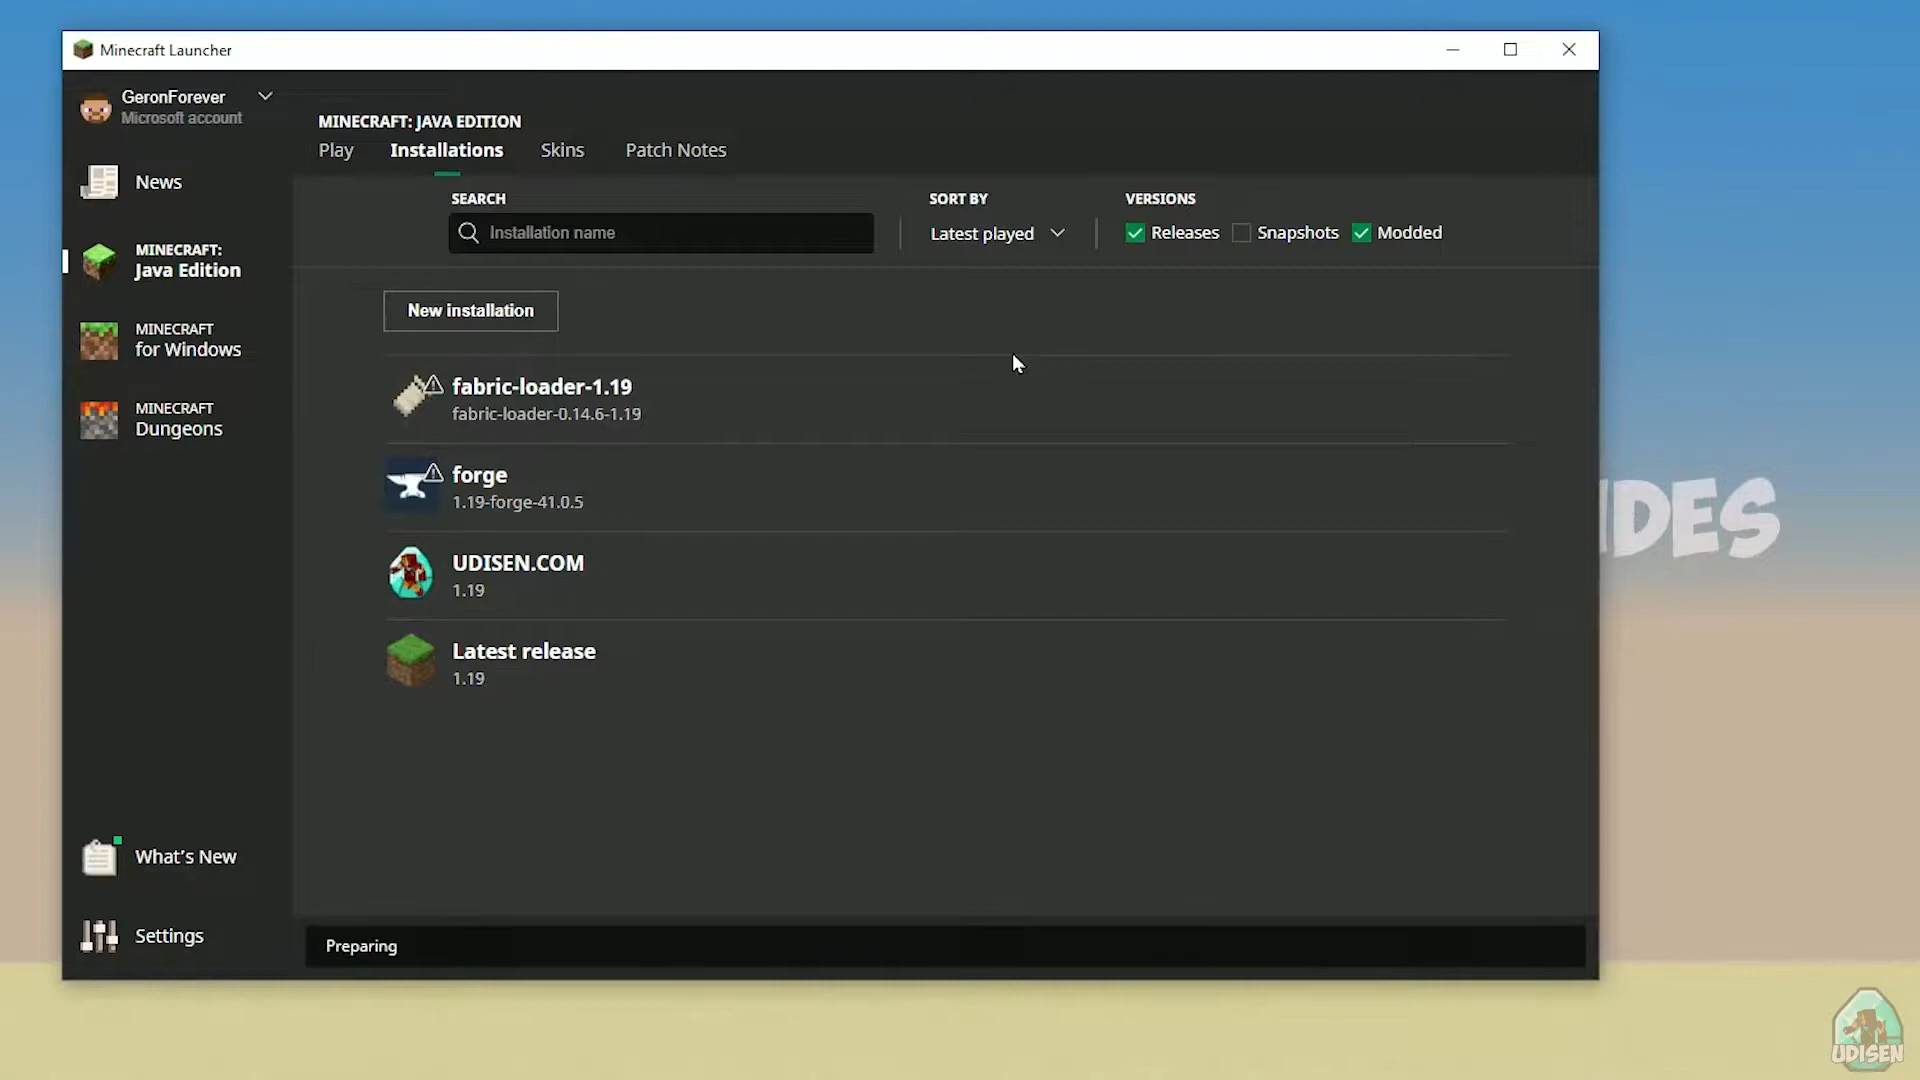 Minecraft Launcher
GeronForever
Microsoft account
News
MINECRAFT:
Java Edition
MINECRAFT
for Windows
MINECRAFT
Dungeons
What's New
Settings
MINECRAFT: JAVA EDITION
Play Installations Skins Patch Notes
SEARCH SORT BY VERSIONS
Installation name Latest played Releases Snapshots Modded
New installation
fabric-loader-1.19
fabric-loader-0.14.6-1.19
forge
1.19-forge-41.0.5
UDISEN.COM
1.19
Latest release
1.19
Preparing
UDISEN